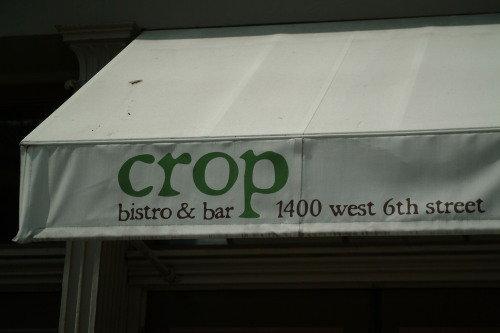 crop
bistro & bar 1400 west 6th street